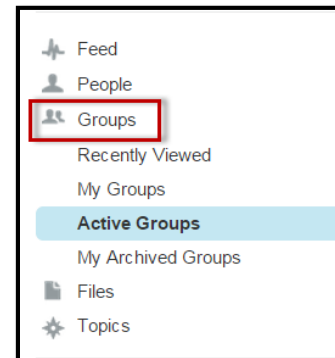 Feed
People
Groups
Recently Viewed
My Groups
Active Groups
My Archived Groups
Files
Topics